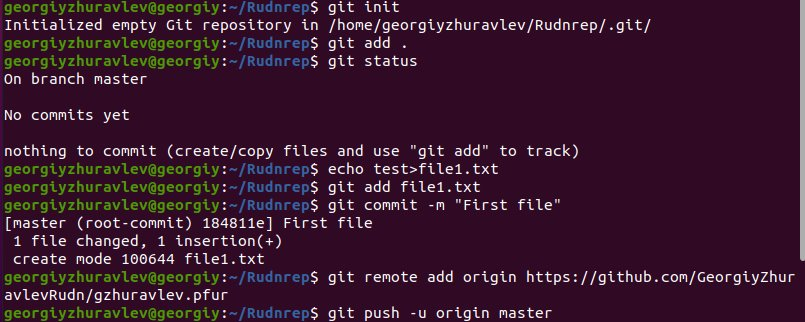 georgiyzhuravlev@georgiy:~/Rudnrep$ git init
Initialized empty Git repository in /home/georgiyzhuravlev/Rudnrep/.git/
georgiyzhuravlev@georgiy:~/Rudnrep$ git add .
georgiyzhuravlev@georgiy:~/Rudnrep$ git status
On branch master
No commits yet
nothing to commit (create/copy files and use "git add" to track)
georgiyzhuravlev@georgiy:~/Rudnrep$ echo test>file1.txt
georgiyzhuravlev@georgiy:~/Rudnrep$ git add file1.txt
georgiyzhuravlev@georgiy:~/Rudnrep$ git commit -m "First file"
[master (root-commit) 184811e] First file
 1 file changed, 1 insertion(+)
 create mode 100644 file1.txt
georgiyzhuravlev@georgiy:~/Rudnrep$ git remote add origin https://github.com/GeorgiyZhur
avlevRudn/gzhuravlev.pfur
georgiyzhuravlev@georgiy:~/Rudnrep$ git push -u origin master